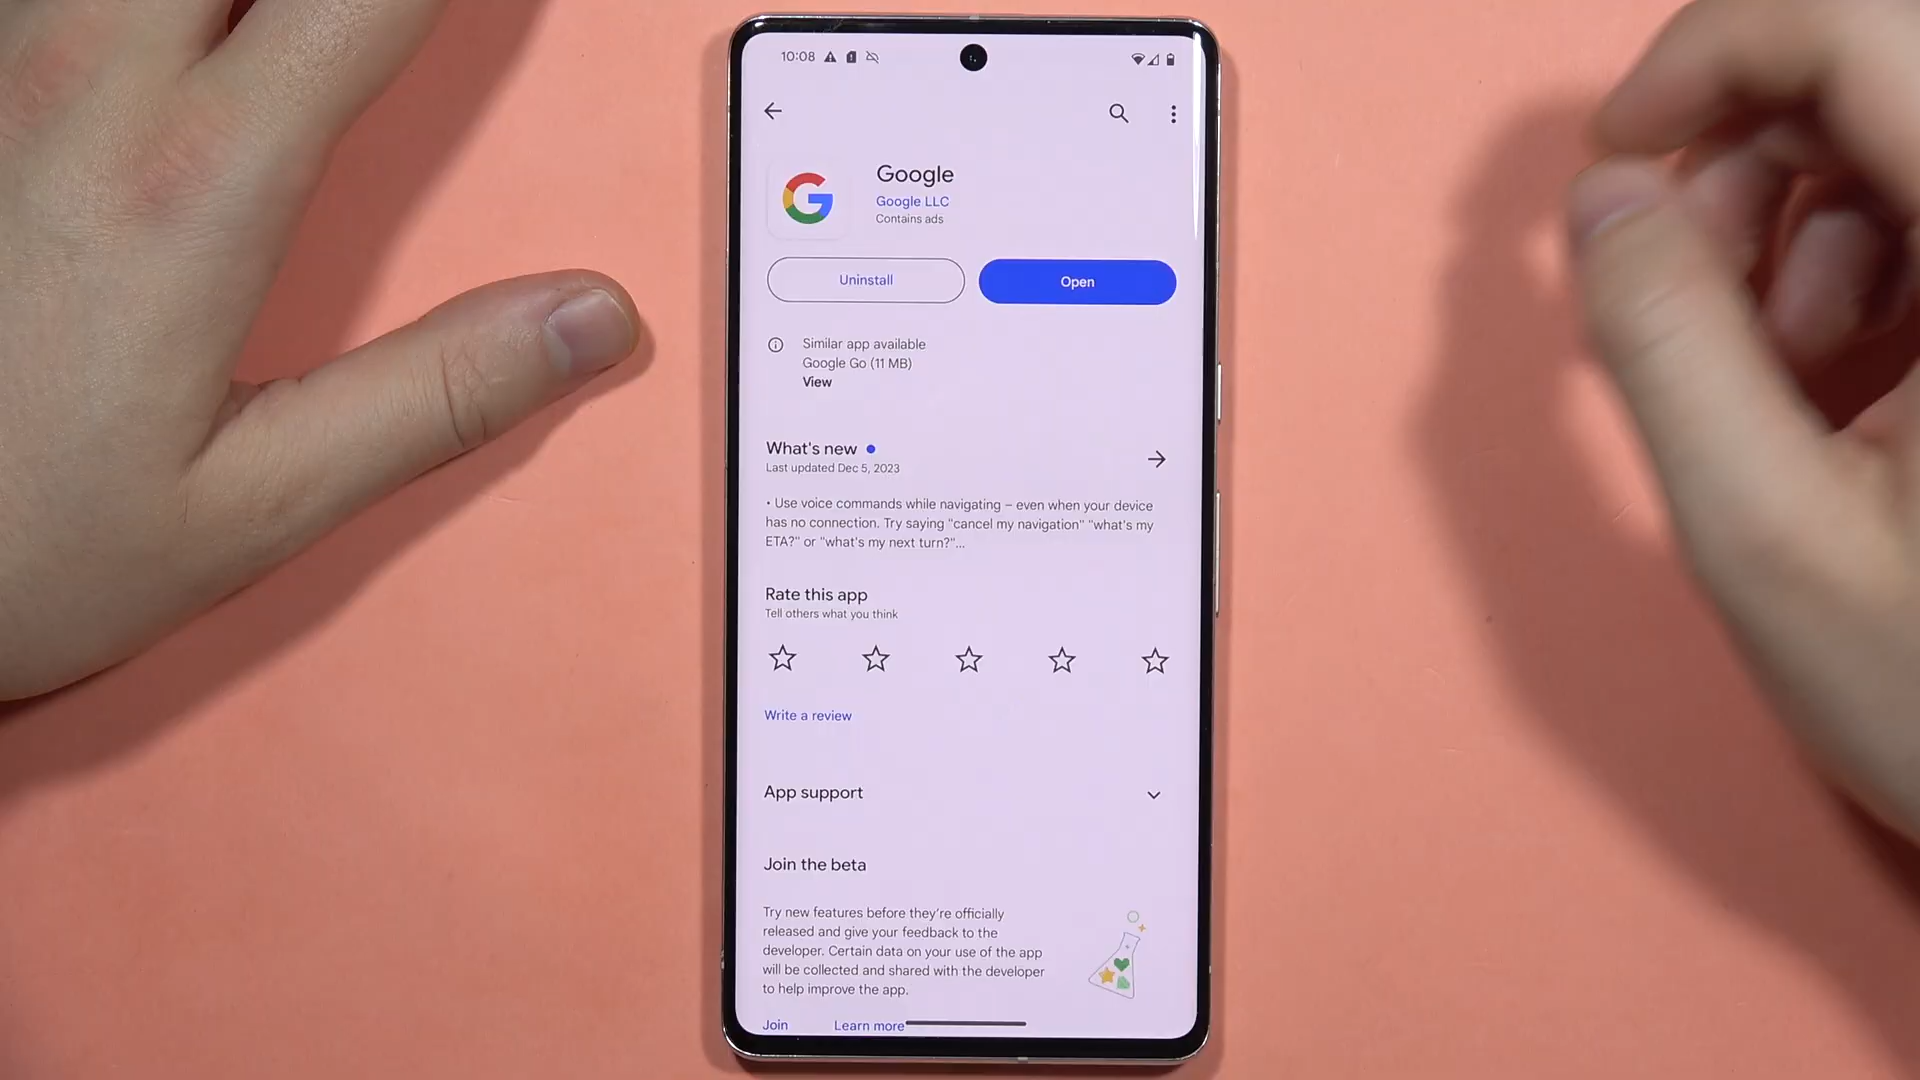 10:08
Google
Google LLC
Contains ads
Uninstall
Open
Similar app available
Google Go (11 MB)
View
What's new
Last updated Dec 5, 2023
• Use voice commands while navigating – even when your device
has no connection. Try saying "cancel my navigation" "what's my
ETA?" or "what's my next turn?"...
Rate this app
Tell others what you think
Write a review
App support
Join the beta
Try new features before they're officially
released and give your feedback to the
developer. Certain data on your use of the app
will be collected and shared with the developer
to help improve the app.
Join
Learn more